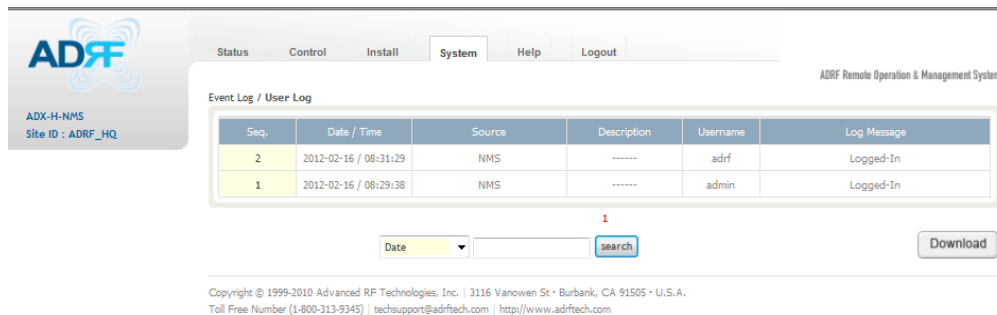 ADRF
Status Control Install System Help Logout
ADRF Remote Operation & Management System
ADX-H-NMS
Site ID : ADRF_HQ
Event Log / User Log
Seq. Date / Time Source Description Username Log Message
2 2012-02-16 / 08:31:29 NMS ------ adrf Logged-In
1 2012-02-16 / 08:29:38 NMS ------ admin Logged-In
1
Date search Download
Copyright © 1999-2010 Advanced RF Technologies, Inc. | 3116 Vanowen St • Burbank, CA 91505 • U.S.A.
Toll Free Number (1-800-313-9345) | techsupport@adrftech.com | http://www.adrftech.com